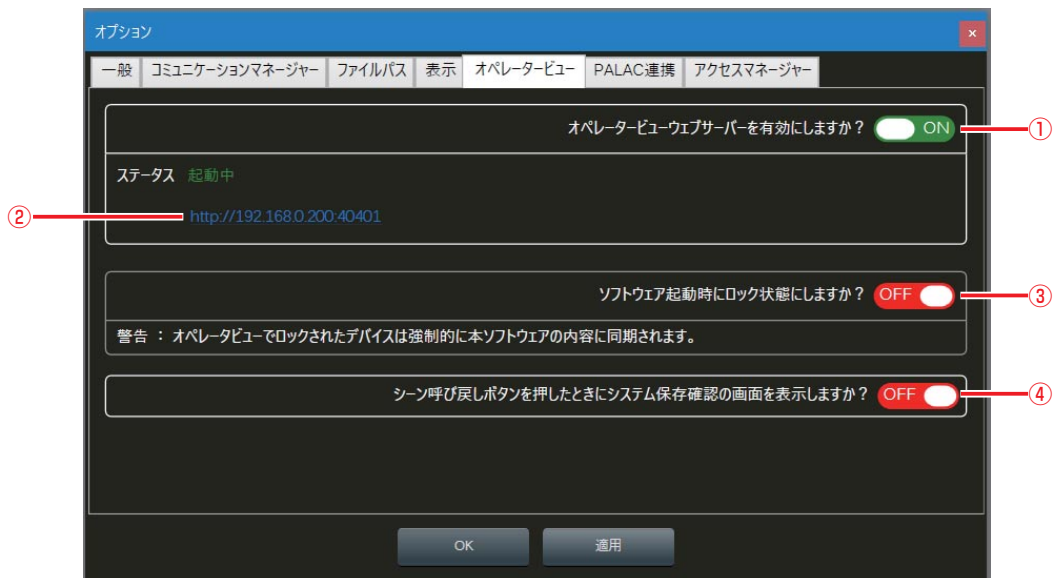 オプション
×
一般 コミュニケーションマネージャー ファイルパス 表示 オペレータービュー PALAC連携 アクセスマネージャー
オペレータービューウェブサーバーを有効にしますか？ ON ①
ステータス 起動中
② http://192.168.0.200:40401
ソフトウェア起動時にロック状態にしますか？ OFF ③
警告 ： オペレータビューでロックされたデバイスは強制的に本ソフトウェアの内容に同期されます。
シーン呼び戻しボタンを押したときにシステム保存確認の画面を表示しますか？ OFF ④
OK 適用